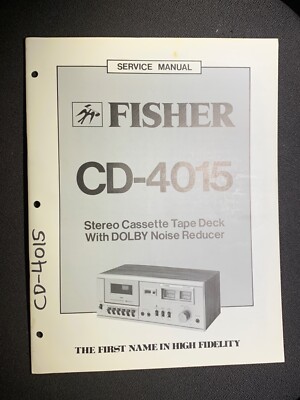 SERVICE MANUAL
FISHER
CD-4015
Stereo Cassette Tape Deck
With DOLBY Noise Reducer
THE FIRST NAME IN HIGH FIDELITY
CD-4015